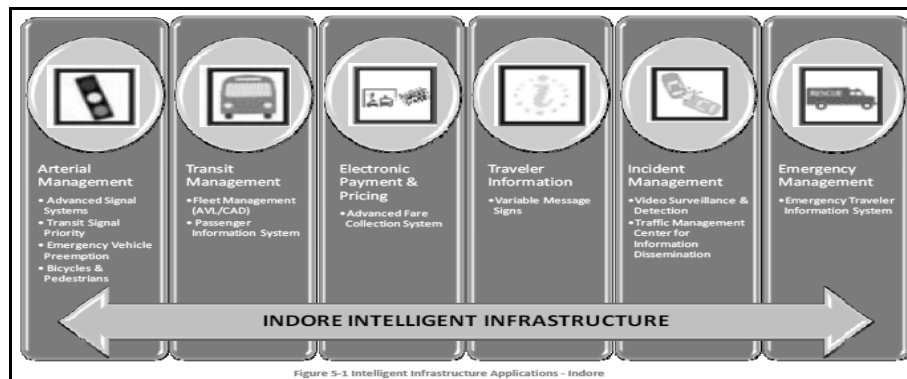 RESCUE
Arterial
Management
• Advanced Signal
Systems
• Transit Signal
Priority
• Emergency Vehicle
Preemption
• Bicycles &
Pedestrians
Transit
Management
• Fleet Management
(AVL/CAD)
• Passenger
Information System
Electronic
Payment &
Pricing
• Advanced Fare
Collection System
Traveler
Information
• Variable Message
Signs
Incident
Management
• Video Surveillance &
Detection
• Traffic Management
Center for
Information
Dissemination
Emergency
Management
• Emergency Traveler
Information System
INDORE INTELLIGENT INFRASTRUCTURE
Figure 5-1 Intelligent Infrastructure Applications - Indore